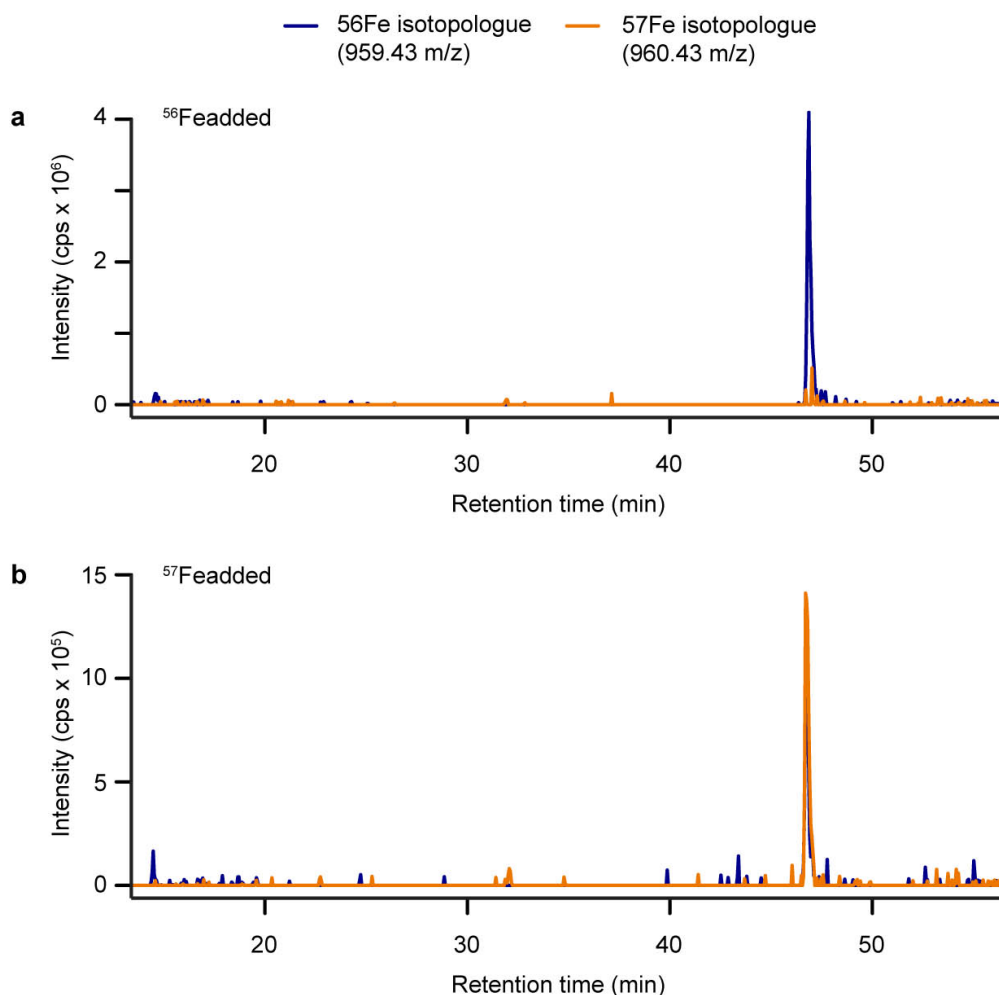 56Fe isotopologue
(959.43 m/z)
57Fe isotopologue
(960.43 m/z)
a
⁵⁶Feadded
Intensity (cps x 10⁶)
4
2
0
20 30 40 50
Retention time (min)
b
⁵⁷Feadded
Intensity (cps x 10⁵)
15
10
5
0
20 30 40 50
Retention time (min)